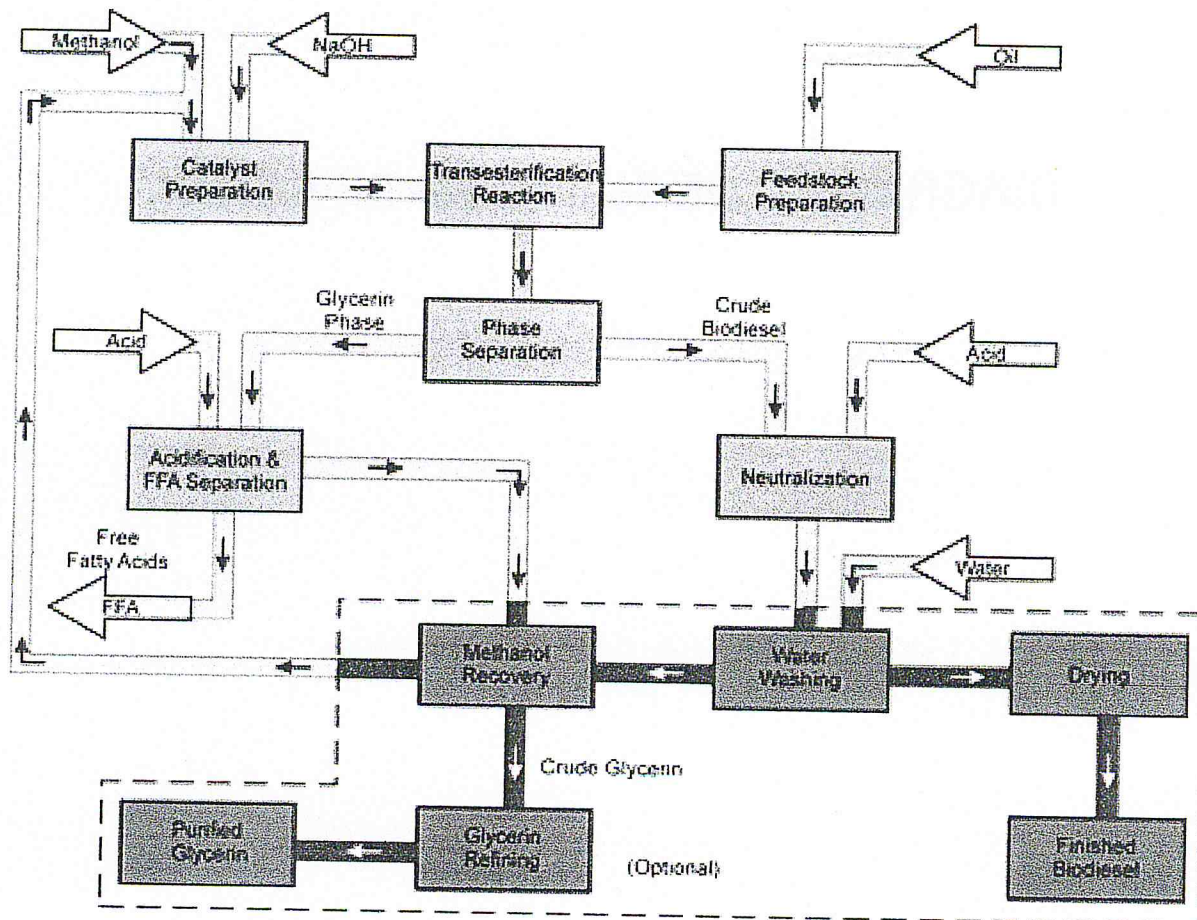 Methanol
NaOH
Oil
Catalyst
Preparation
Transesterification
Reaction
Feedstock
Preparation
Glycerin
Phase
Crude
Biodiesel
Phase
Separation
Acid
Acid
Acidification &
FFA Separation
Neutralization
Free
Fatty Acids
FFA
Water
Methanol
Recovery
Water
Washing
Drying
Crude Glycerin
Purified
Glycerin
Glycerin
Refining
(Optional)
Finished
Biodiesel